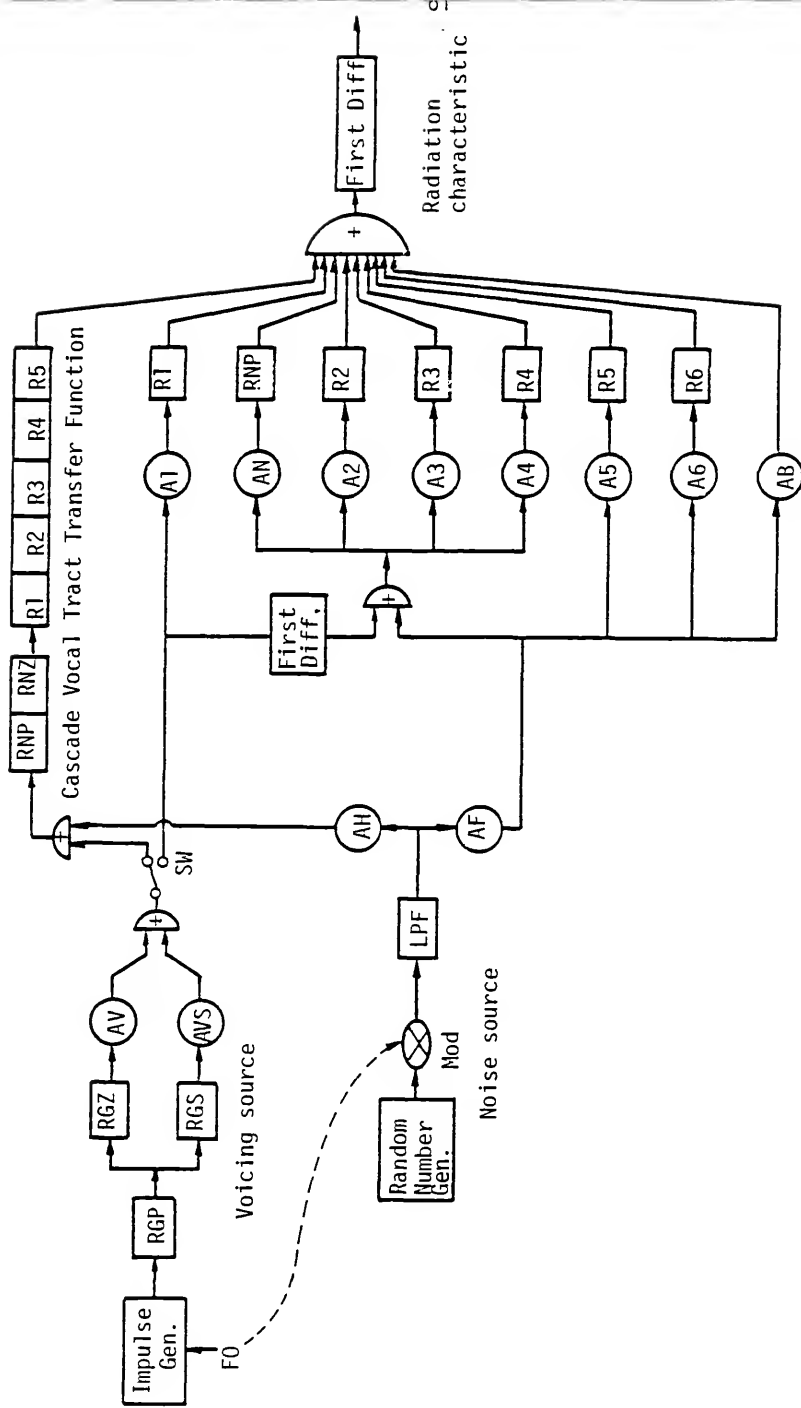 Impulse
Gen.
F0
RGP
RGZ
RGS
AV
AVS
+
SW
Voicing source
Random
Number
Gen.
Mod
LPF
Noise source
AH
AF
+
RNP RNZ
R1 R2 R3 R4 R5
Cascade Vocal Tract Transfer Function
First
Diff.
+
A1
AN
A2
A3
A4
A5
A6
AB
R1
RNP
R2
R3
R4
R5
R6
+
First Diff
Radiation
characteristic